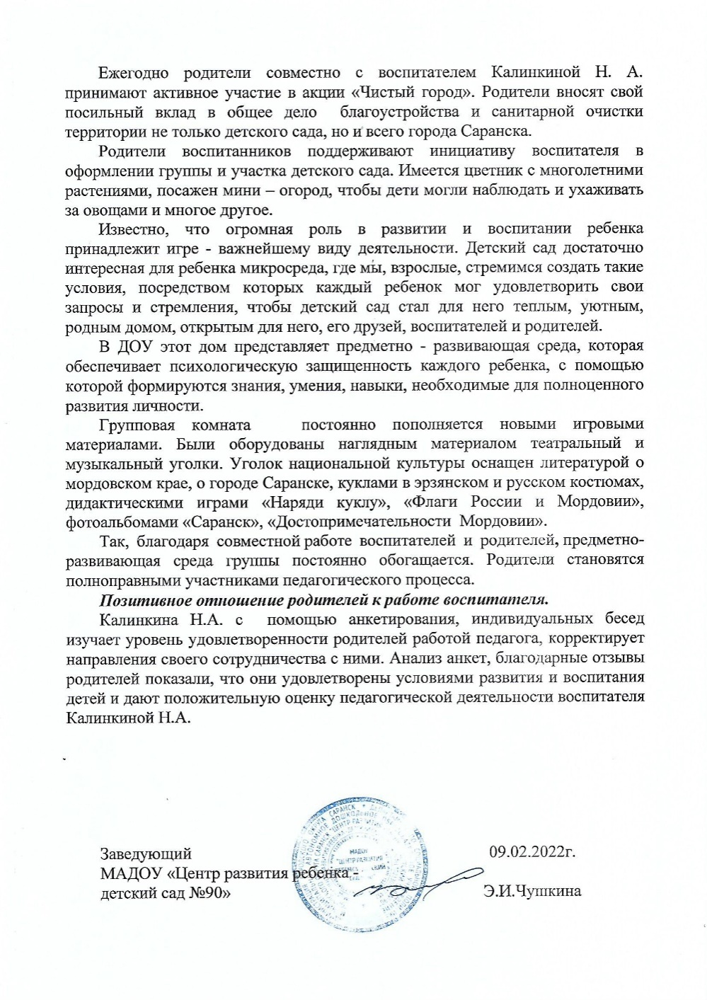 Ежегодно родители совместно с воспитателем Калинкиной Н. А.
принимают активное участие в акции «Чистый город». Родители вносят свой
посильный вклад в общее дело благоустройства и санитарной очистки
территории не только детского сада, но и всего города Саранска.
Родители воспитанников поддерживают инициативу воспитателя в
оформлении группы и участка детского сада. Имеется цветник с многолетними
растениями, посажен мини – огород, чтобы дети могли наблюдать и ухаживать
за овощами и многое другое.
Известно, что огромная роль в развитии и воспитании ребенка
принадлежит игре - важнейшему виду деятельности. Детский сад достаточно
интересная для ребенка микросреда, где мы, взрослые, стремимся создать такие
условия, посредством которых каждый ребенок мог удовлетворить свои
запросы и стремления, чтобы детский сад стал для него теплым, уютным,
родным домом, открытым для него, его друзей, воспитателей и родителей.
В ДОУ этот дом представляет предметно - развивающая среда, которая
обеспечивает психологическую защищенность каждого ребенка, с помощью
которой формируются знания, умения, навыки, необходимые для полноценного
развития личности.
Групповая комната постоянно пополняется новыми игровыми
материалами. Были оборудованы наглядным материалом театральный и
музыкальный уголки. Уголок национальной культуры оснащен литературой о
мордовском крае, о городе Саранске, куклами в эрзянском и русском костюмах,
дидактическими играми «Наряди куклу», «Флаги России и Мордовии»,
фотоальбомами «Саранск», «Достопримечательности Мордовии».
Так, благодаря совместной работе воспитателей и родителей, предметно-
развивающая среда группы постоянно обогащается. Родители становятся
полноправными участниками педагогического процесса.
Позитивное отношение родителей к работе воспитателя.
Калинкина Н.А. с помощью анкетирования, индивидуальных бесед
изучает уровень удовлетворенности родителей работой педагога, корректирует
направления своего сотрудничества с ними. Анализ анкет, благодарные отзывы
родителей показали, что они удовлетворены условиями развития и воспитания
детей и дают положительную оценку педагогической деятельности воспитателя
Калинкиной Н.А.
Заведующий 09.02.2022г.
МАДОУ «Центр развития ребенка -
детский сад №90» Э.И.Чушкина
МАДОУ
"ЦЕНТР РАЗВИТИЯ